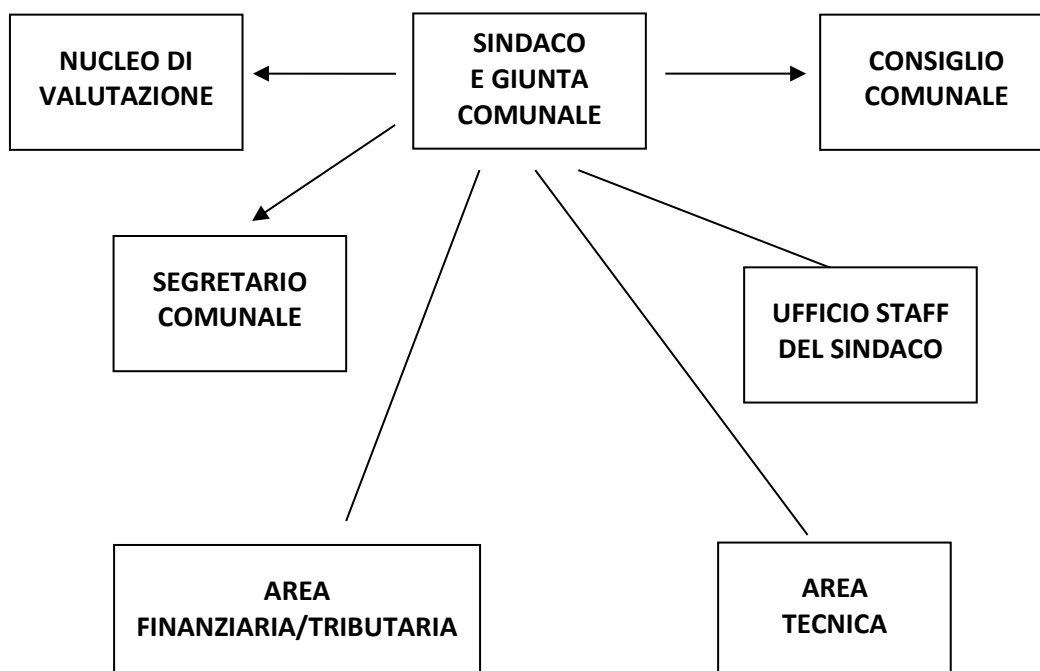 NUCLEO DI
VALUTAZIONE
SINDACO
E GIUNTA
COMUNALE
CONSIGLIO
COMUNALE
SEGRETARIO
COMUNALE
UFFICIO STAFF
DEL SINDACO
AREA
FINANZIARIA/TRIBUTARIA
AREA
TECNICA